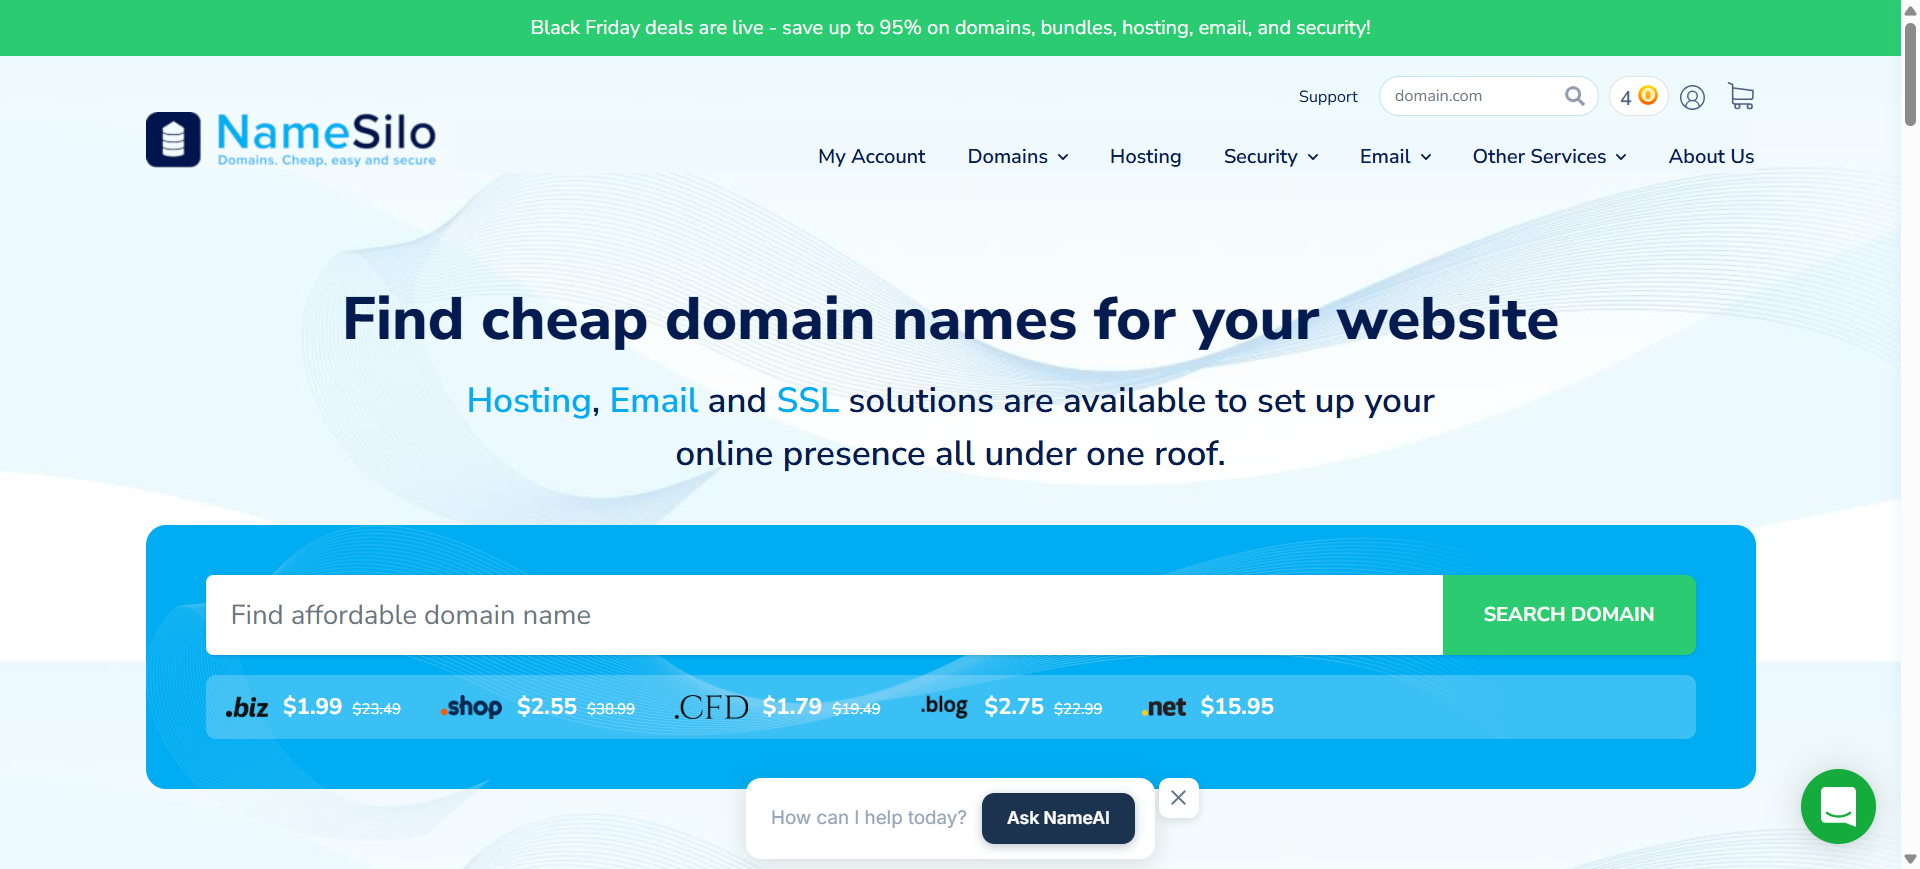 Black Friday deals are live - save up to 95% on domains, bundles, hosting, email, and security!
Support
domain.com
4
NameSilo
Domains. Cheap, easy and secure
My Account Domains Hosting Security Email Other Services About Us
Find cheap domain names for your website
Hosting, Email and SSL solutions are available to set up your
online presence all under one roof.
Find affordable domain name
SEARCH DOMAIN
.biz $1.99 $23.49 .shop $2.55 $38.99 .CFD $1.79 $19.49 .blog $2.75 $22.99 .net $15.95
How can I help today?
Ask NameAI